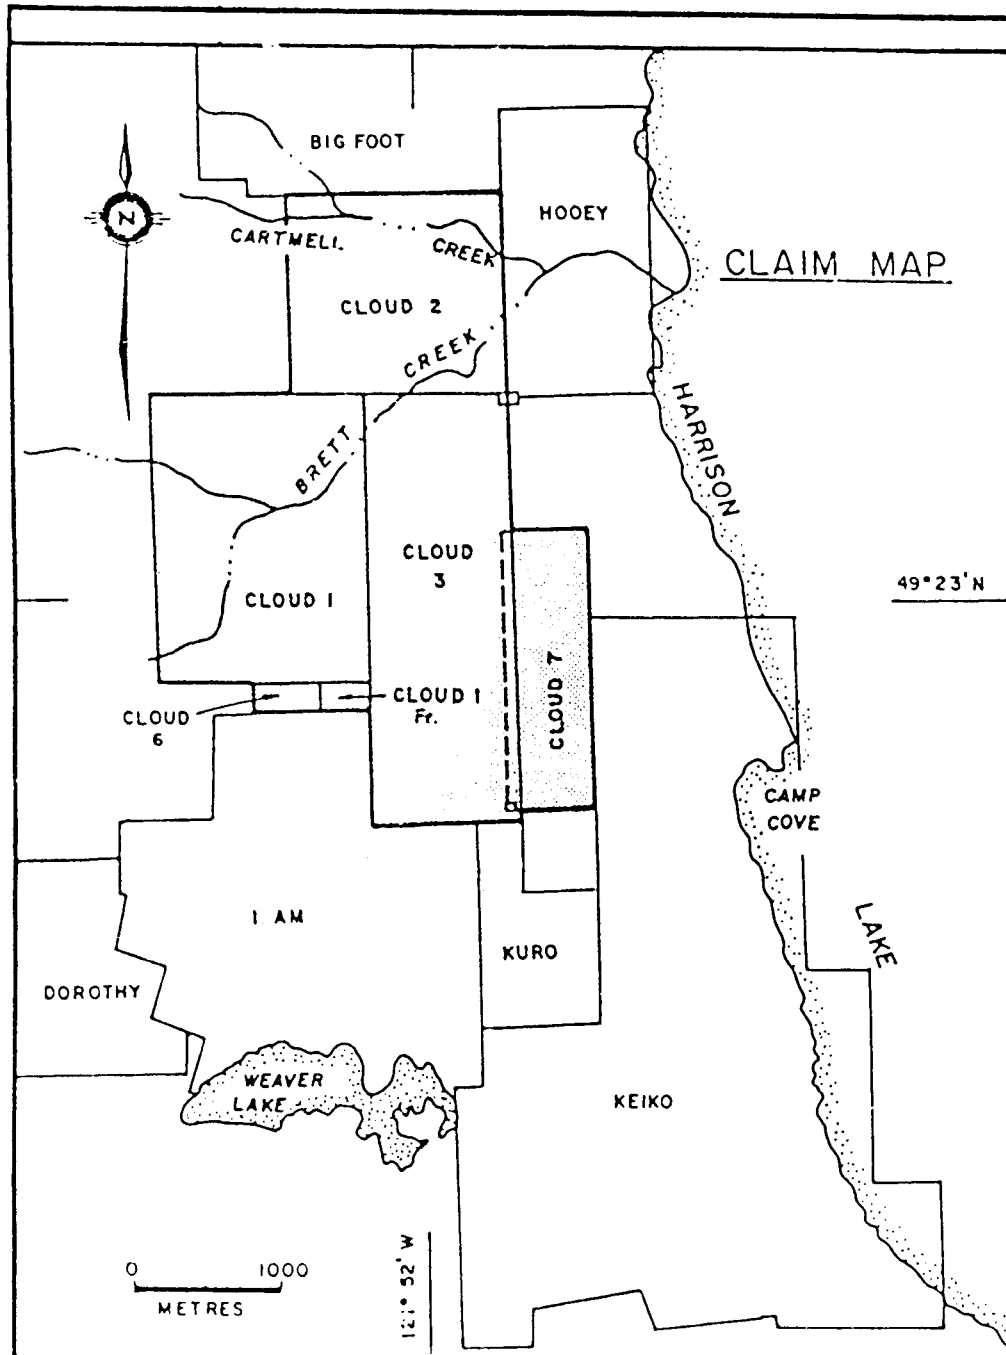 BIG FOOT
N
HOOEY
CARTMELL
CREEK
CLAIM MAP
CLOUD 2
CREEK
BRETT
HARRISON
CLOUD
3
49°23'N
CLOUD 1
CLOUD 7
CLOUD
6
CLOUD 1
Fr.
CAMP
COVE
I AM
LAKE
KURO
DOROTHY
WEAVER
LAKE
KEIKO
121° 52' W
0 1000
METRES